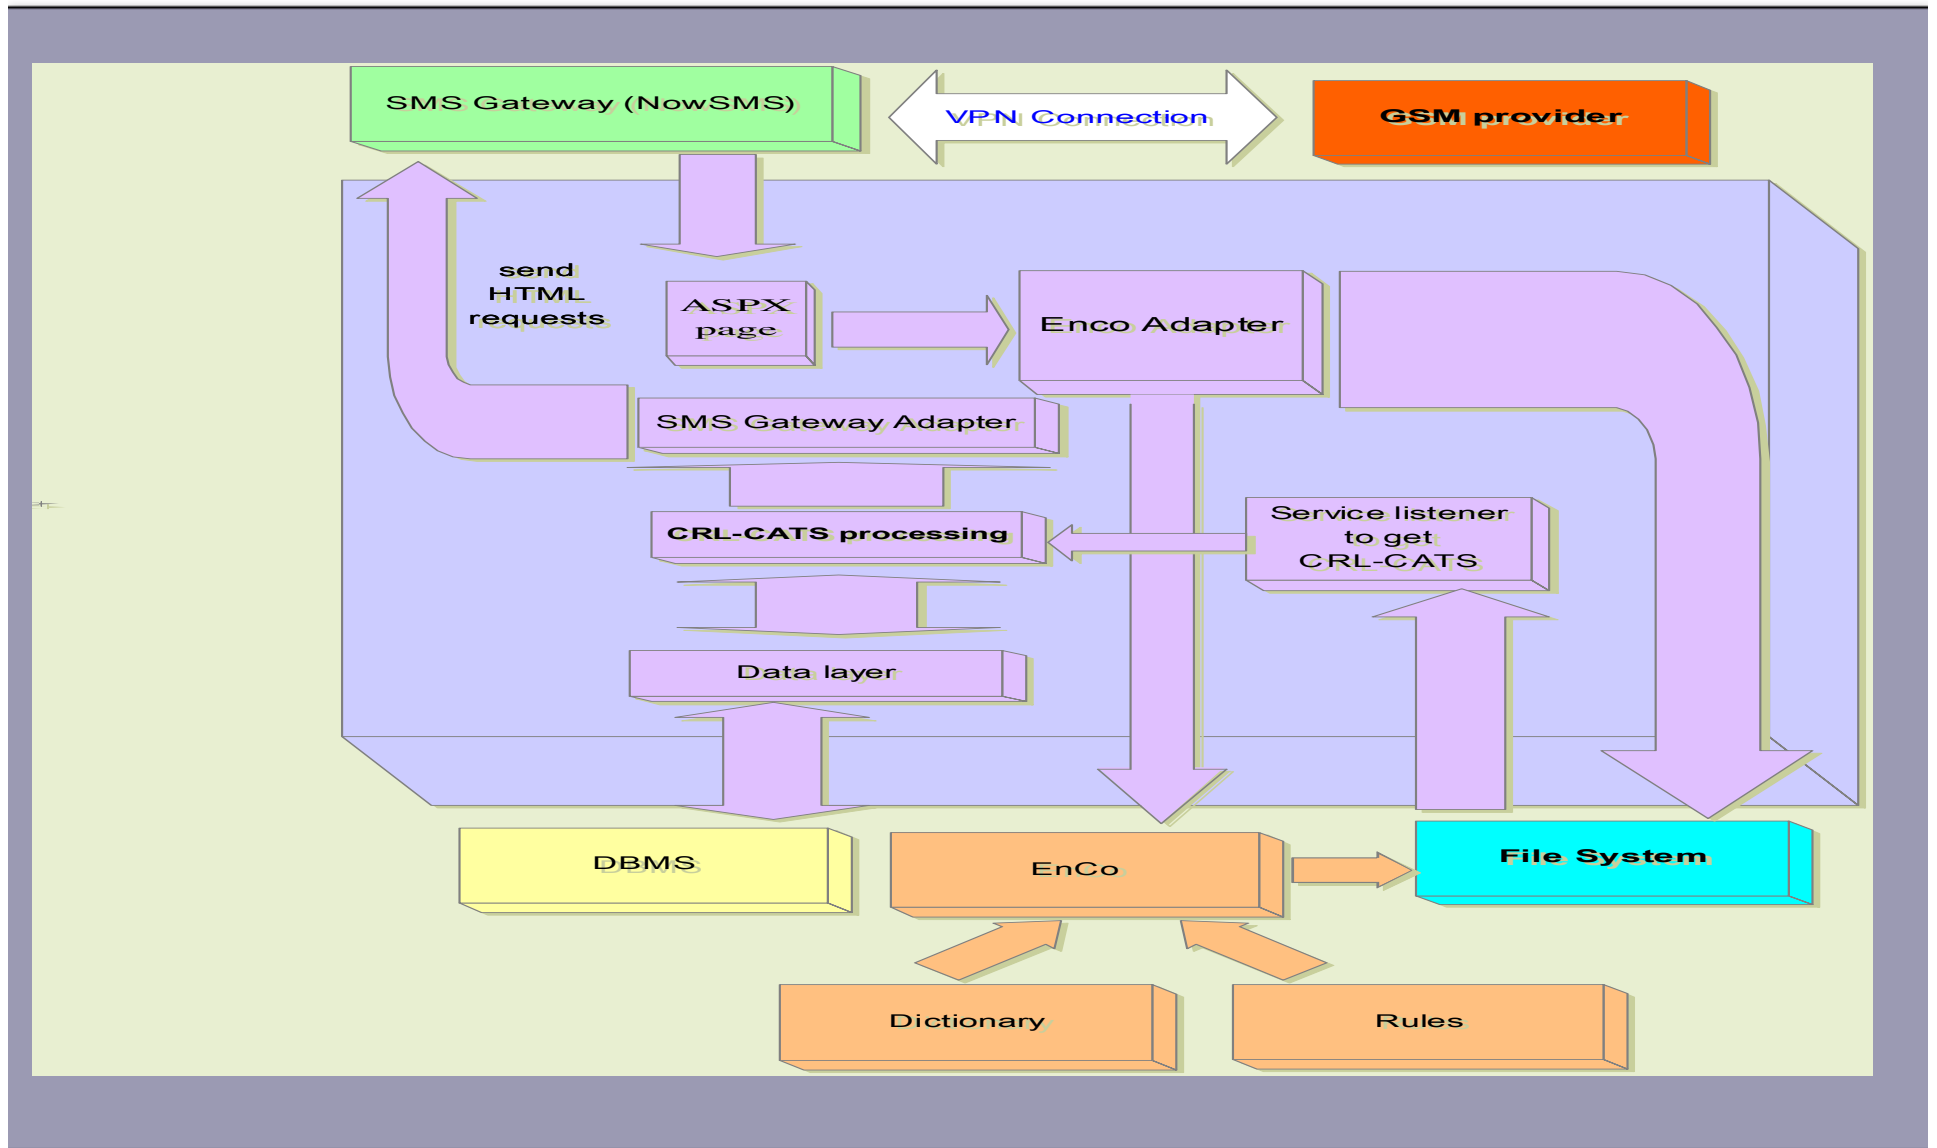 SMS Gateway (NowSMS)
VPN Connection
GSM provider
send
HTML
requests
ASPX
page
Enco Adapter
SMS Gateway Adapter
CRL-CATS processing
Service listener
to get
CRL-CATS
Data layer
DBMS
EnCo
File System
Dictionary
Rules